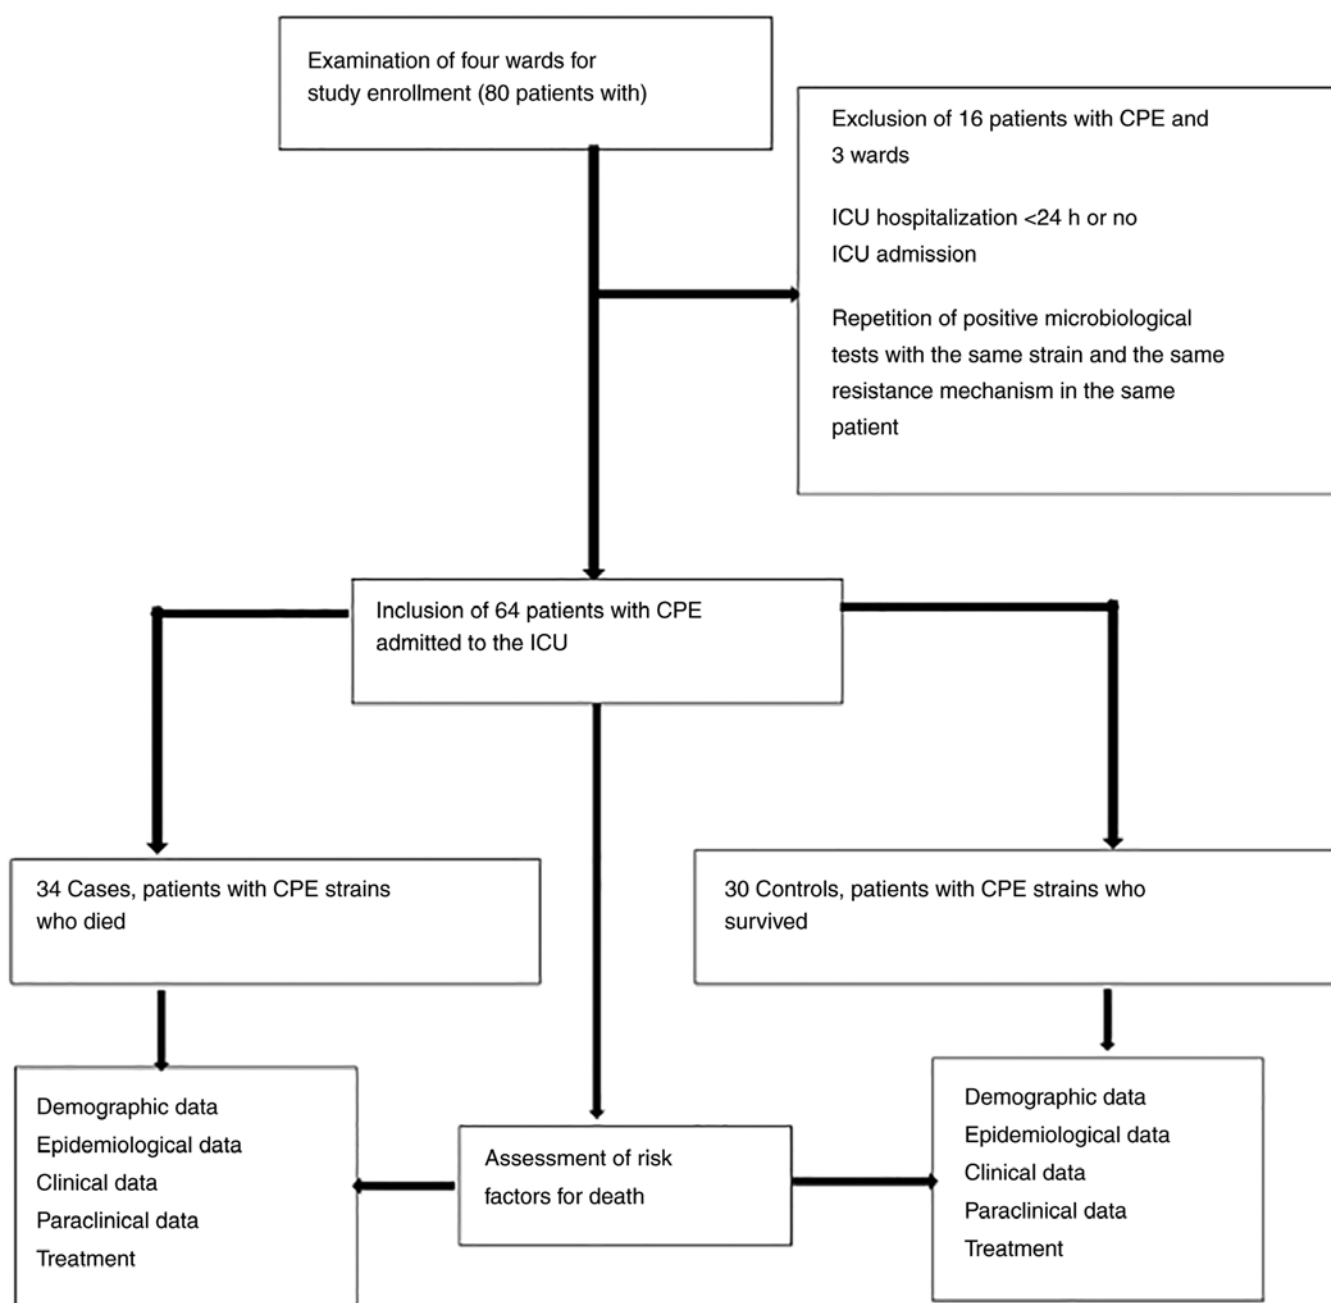 Examination of four wards for
study enrollment (80 patients with)
Exclusion of 16 patients with CPE and
3 wards
ICU hospitalization <24 h or no
ICU admission
Repetition of positive microbiological
tests with the same strain and the same
resistance mechanism in the same
patient
Inclusion of 64 patients with CPE
admitted to the ICU
34 Cases, patients with CPE strains
who died
30 Controls, patients with CPE strains who
survived
Demographic data
Epidemiological data
Clinical data
Paraclinical data
Treatment
Assessment of risk
factors for death
Demographic data
Epidemiological data
Clinical data
Paraclinical data
Treatment